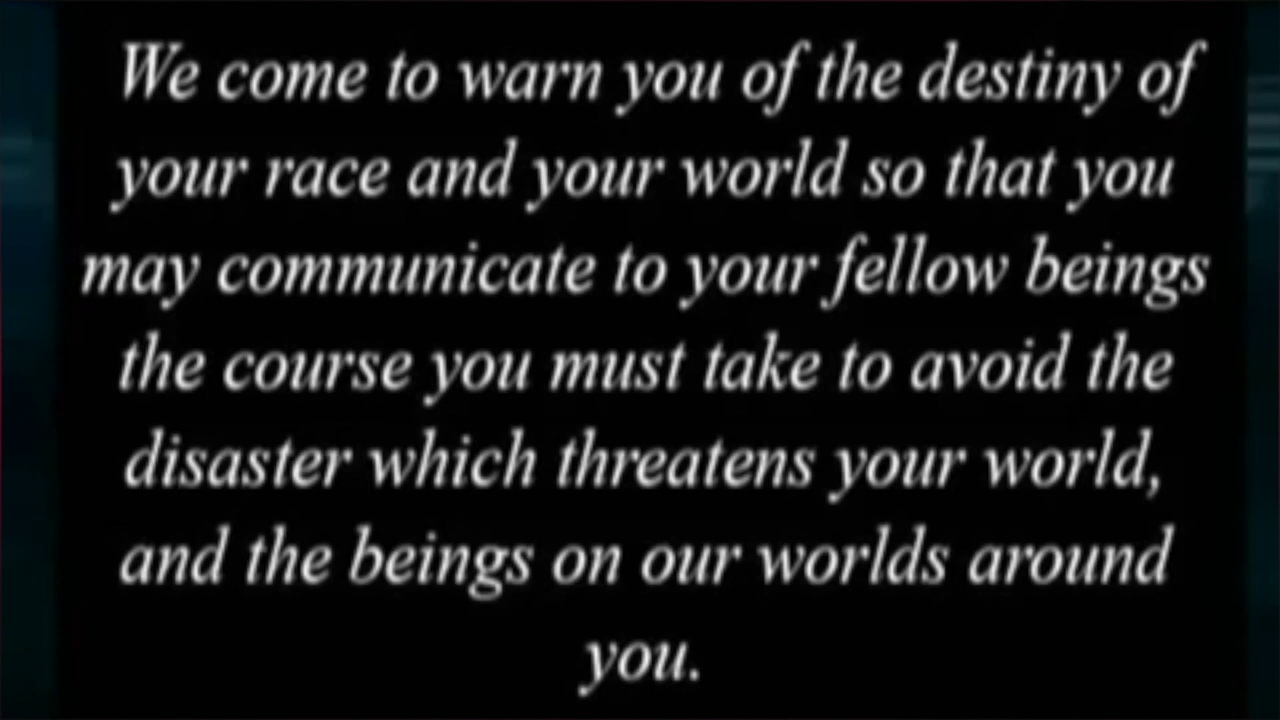 We come to warn you of the destiny of
your race and your world so that you
may communicate to your fellow beings
the course you must take to avoid the
disaster which threatens your world,
and the beings on our worlds around
you.